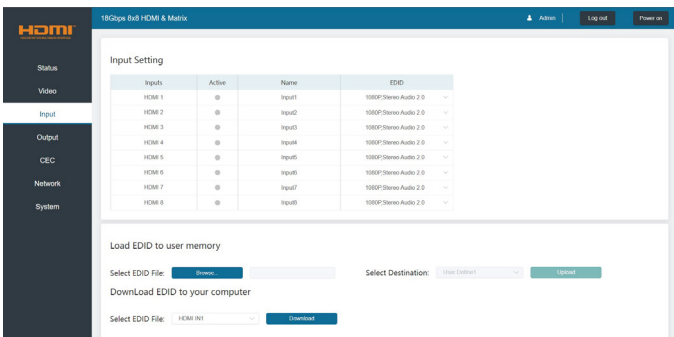 HDMI
18Gbps 8x8 HDMI & Matrix
Admin
Log out
Power on
Status
Video
Input
Output
CEC
Network
System
Input Setting
Inputs Active Name EDID
HDMI 1 Input1 1080P,Stereo Audio 2.0
HDMI 2 Input2 1080P,Stereo Audio 2.0
HDMI 3 Input3 1080P,Stereo Audio 2.0
HDMI 4 Input4 1080P,Stereo Audio 2.0
HDMI 5 Input5 1080P,Stereo Audio 2.0
HDMI 6 Input6 1080P,Stereo Audio 2.0
HDMI 7 Input7 1080P,Stereo Audio 2.0
HDMI 8 Input8 1080P,Stereo Audio 2.0
Load EDID to user memory
Select EDID File: Browse... Select Destination: User Define1 Upload
DownLoad EDID to your computer
Select EDID File: HDMI IN1 Download